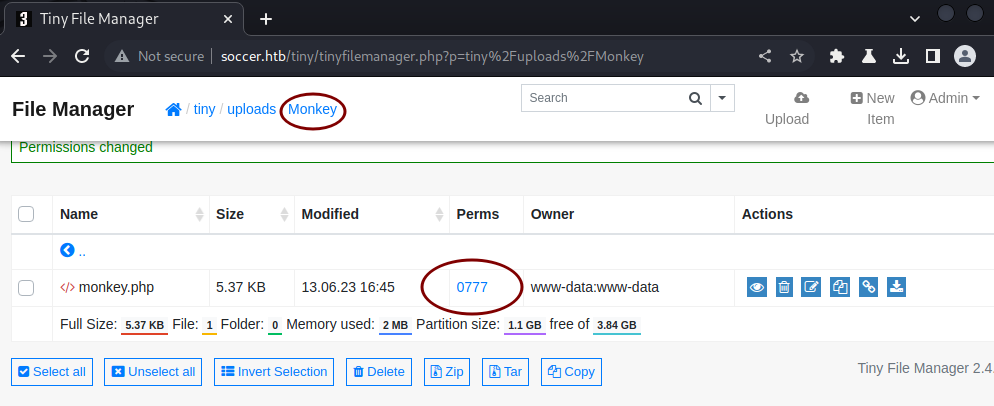 Tiny File Manager
Not secure soccer.htb/tiny/tinyfilemanager.php?p=tiny%2Fuploads%2FMonkey
File Manager / tiny / uploads / Monkey Search Upload New Item Admin
Permissions changed
Name Size Modified Perms Owner Actions
..
monkey.php 5.37 KB 13.06.23 16:45 0777 www-data:www-data
Full Size: 5.37 KB File: 1 Folder: 0 Memory used: 2 MB Partition size: 1.1 GB free of 3.84 GB
Select all Unselect all Invert Selection Delete Zip Tar Copy Tiny File Manager 2.4.